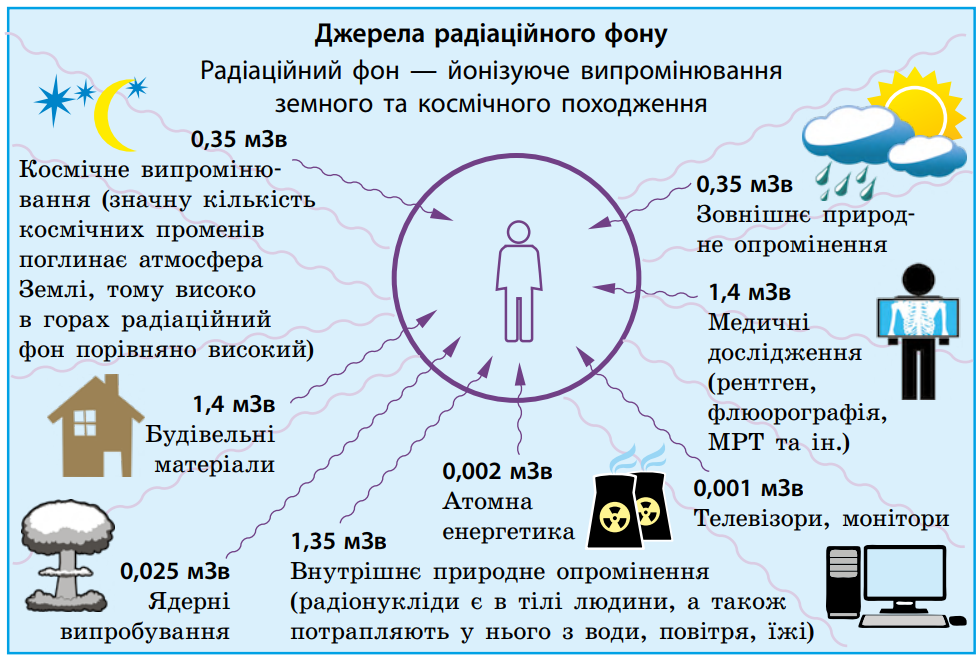 Джерела радіаційного фону
Радіаційний фон — йонізуюче випромінювання
земного та космічного походження
0,35 мЗв
Космічне випроміню-
вання (значну кількість
космічних променів
поглинає атмосфера
Землі, тому високо
в горах радіаційний
фон порівняно високий)
0,35 мЗв
Зовнішнє природ-
не опромінення
1,4 мЗв
Медичні
дослідження
(рентген,
флюорографія,
МРТ та ін.)
1,4 мЗв
Будівельні
матеріали
0,002 мЗв
Атомна
енергетика
0,001 мЗв
Телевізори, монітори
0,025 мЗв
Ядерні
випробування
1,35 мЗв
Внутрішнє природне опромінення
(радіонукліди є в тілі людини, а також
потрапляють у нього з води, повітря, їжі)